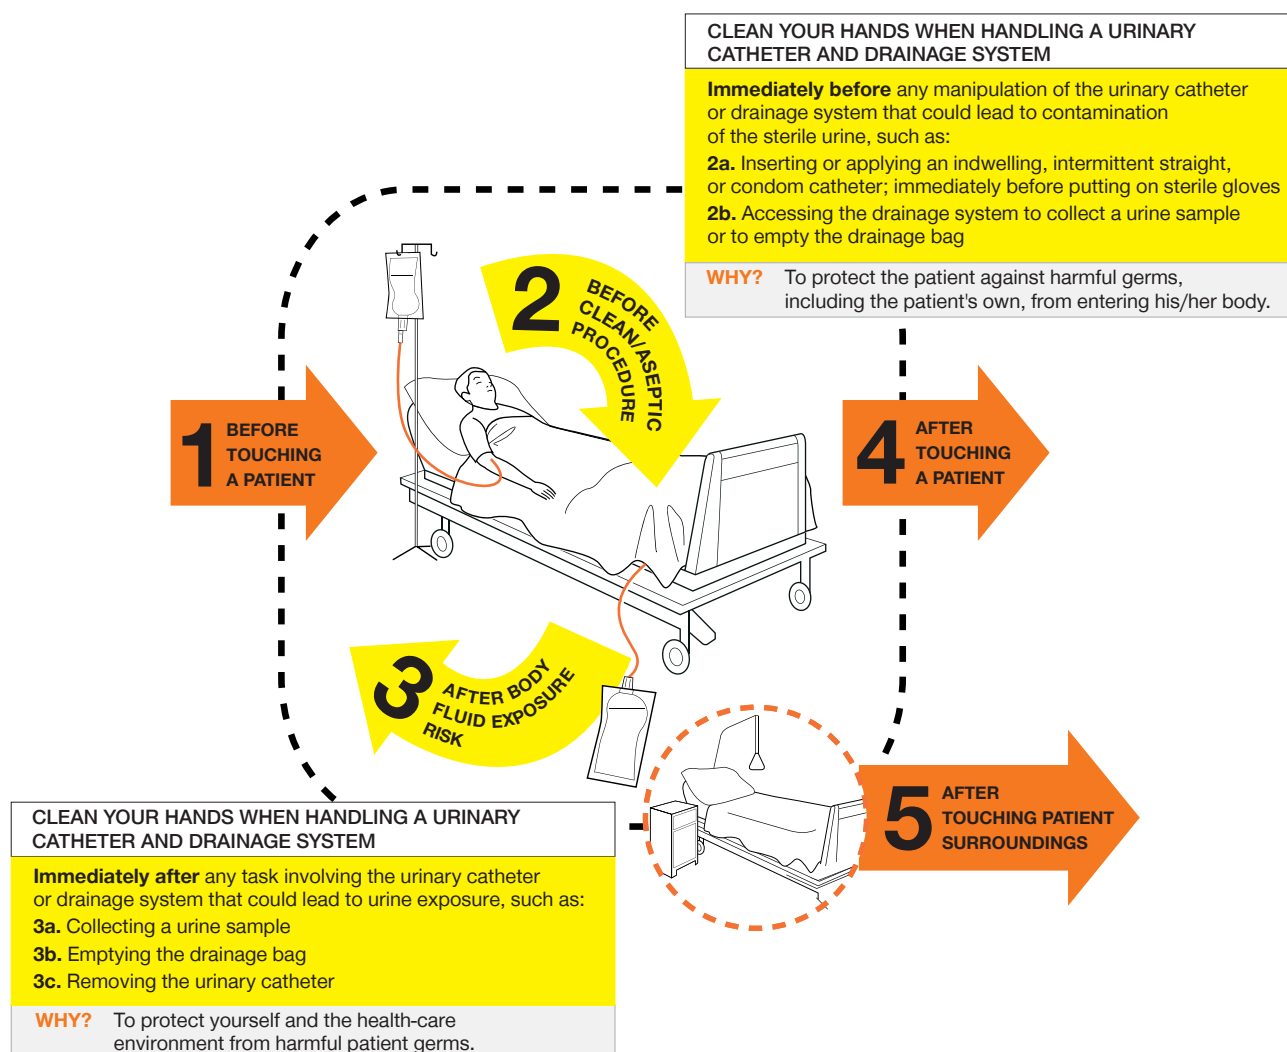 CLEAN YOUR HANDS WHEN HANDLING A URINARY
CATHETER AND DRAINAGE SYSTEM
Immediately before any manipulation of the urinary catheter
or drainage system that could lead to contamination
of the sterile urine, such as:
2a. Inserting or applying an indwelling, intermittent straight,
or condom catheter; immediately before putting on sterile gloves
2b. Accessing the drainage system to collect a urine sample
or to empty the drainage bag
WHY? To protect the patient against harmful germs,
including the patient's own, from entering his/her body.
1
BEFORE
TOUCHING
A PATIENT
2
BEFORE
CLEAN/ASEPTIC
PROCEDURE
4
AFTER
TOUCHING
A PATIENT
3
AFTER BODY
FLUID EXPOSURE
RISK
5
AFTER
TOUCHING PATIENT
SURROUNDINGS
CLEAN YOUR HANDS WHEN HANDLING A URINARY
CATHETER AND DRAINAGE SYSTEM
Immediately after any task involving the urinary catheter
or drainage system that could lead to urine exposure, such as:
3a. Collecting a urine sample
3b. Emptying the drainage bag
3c. Removing the urinary catheter
WHY? To protect yourself and the health-care
environment from harmful patient germs.